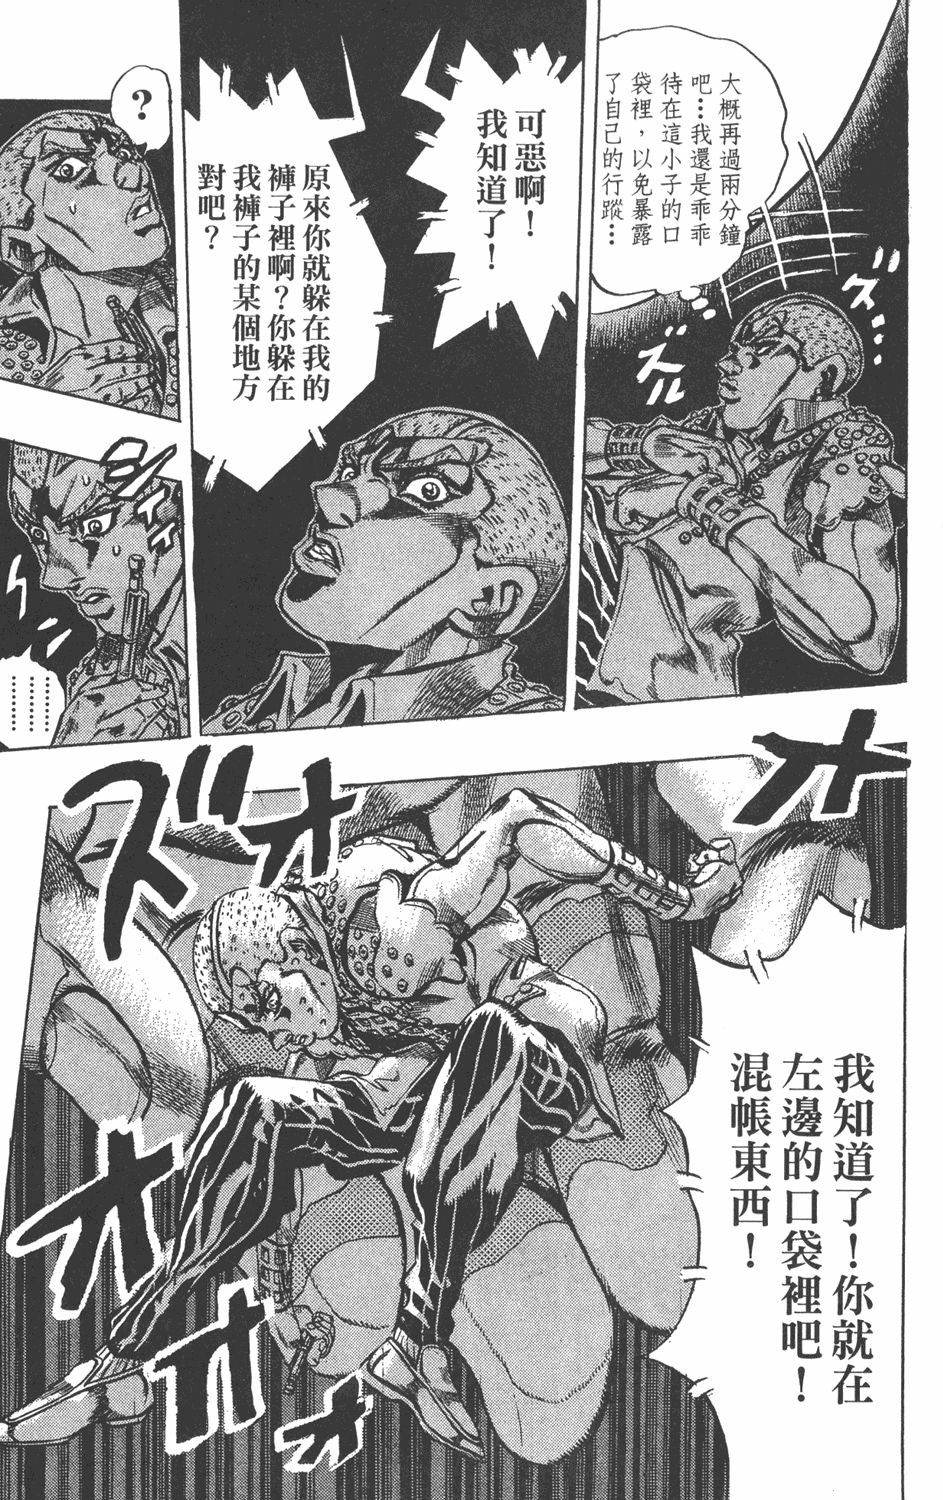 大概再過兩分鐘
吧…我還是乖乖
待在這小子的口
袋裡，以免暴露
了自己的行蹤…
ズル
ズ…
可惡啊！
我知道了！
原來你就躲在我的
褲子裡啊？你躲在
我褲子的某個地方
對吧？
？
………
………
ズオオ
オオオオ
我知道了！你就在
左邊的口袋裡吧！
混帳東西！